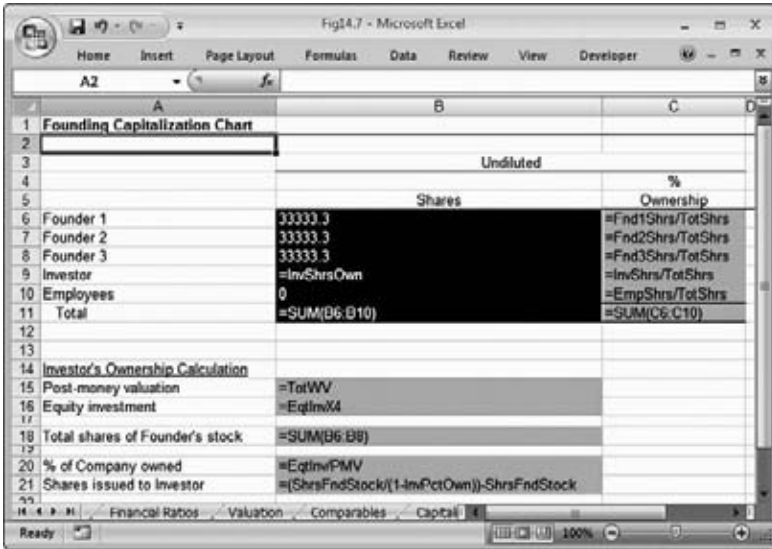 Fig14.7 - Microsoft Excel
Home Insert Page Layout Formulas Data Review View Developer
A2 fx
A B C D
1 Founding Capitalization Chart
2
3 Undiluted
4 %
5 Shares Ownership
6 Founder 1 33333.3 =Fnd1Shrs/TotShrs
7 Founder 2 33333.3 =Fnd2Shrs/TotShrs
8 Founder 3 33333.3 =Fnd3Shrs/TotShrs
9 Investor =InvShrsOwn =InvShrs/TotShrs
10 Employees 0 =EmpShrs/TotShrs
11 Total =SUM(B6:B10) =SUM(C6:C10)
12
13
14 Investor's Ownership Calculation
15 Post-money valuation =TotWV
16 Equity investment =EqtInvX4
17
18 Total shares of Founder's stock =SUM(B6:B8)
19
20 % of Company owned =EqtInv/PMV
21 Shares issued to Investor =(ShrsFndStock/(1-InvPctOwn))-ShrsFndStock
22
Financial Ratios Valuation Comparables Capitali
Ready 100%